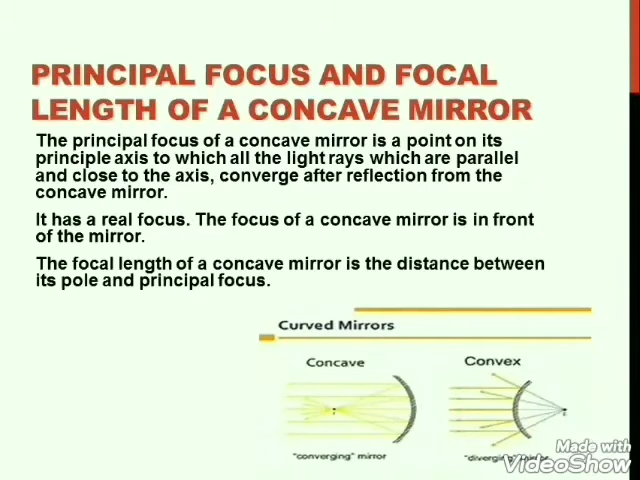 PRINCIPAL FOCUS AND FOCAL
LENGTH OF A CONCAVE MIRROR
The principal focus of a concave mirror is a point on its
principle axis to which all the light rays which are parallel
and close to the axis, converge after reflection from the
concave mirror.
It has a real focus. The focus of a concave mirror is in front
of the mirror.
The focal length of a concave mirror is the distance between
its pole and principal focus.
Curved Mirrors
Concave
Convex
"converging" mirror
"diverging" mirror
Made with
VideoShow